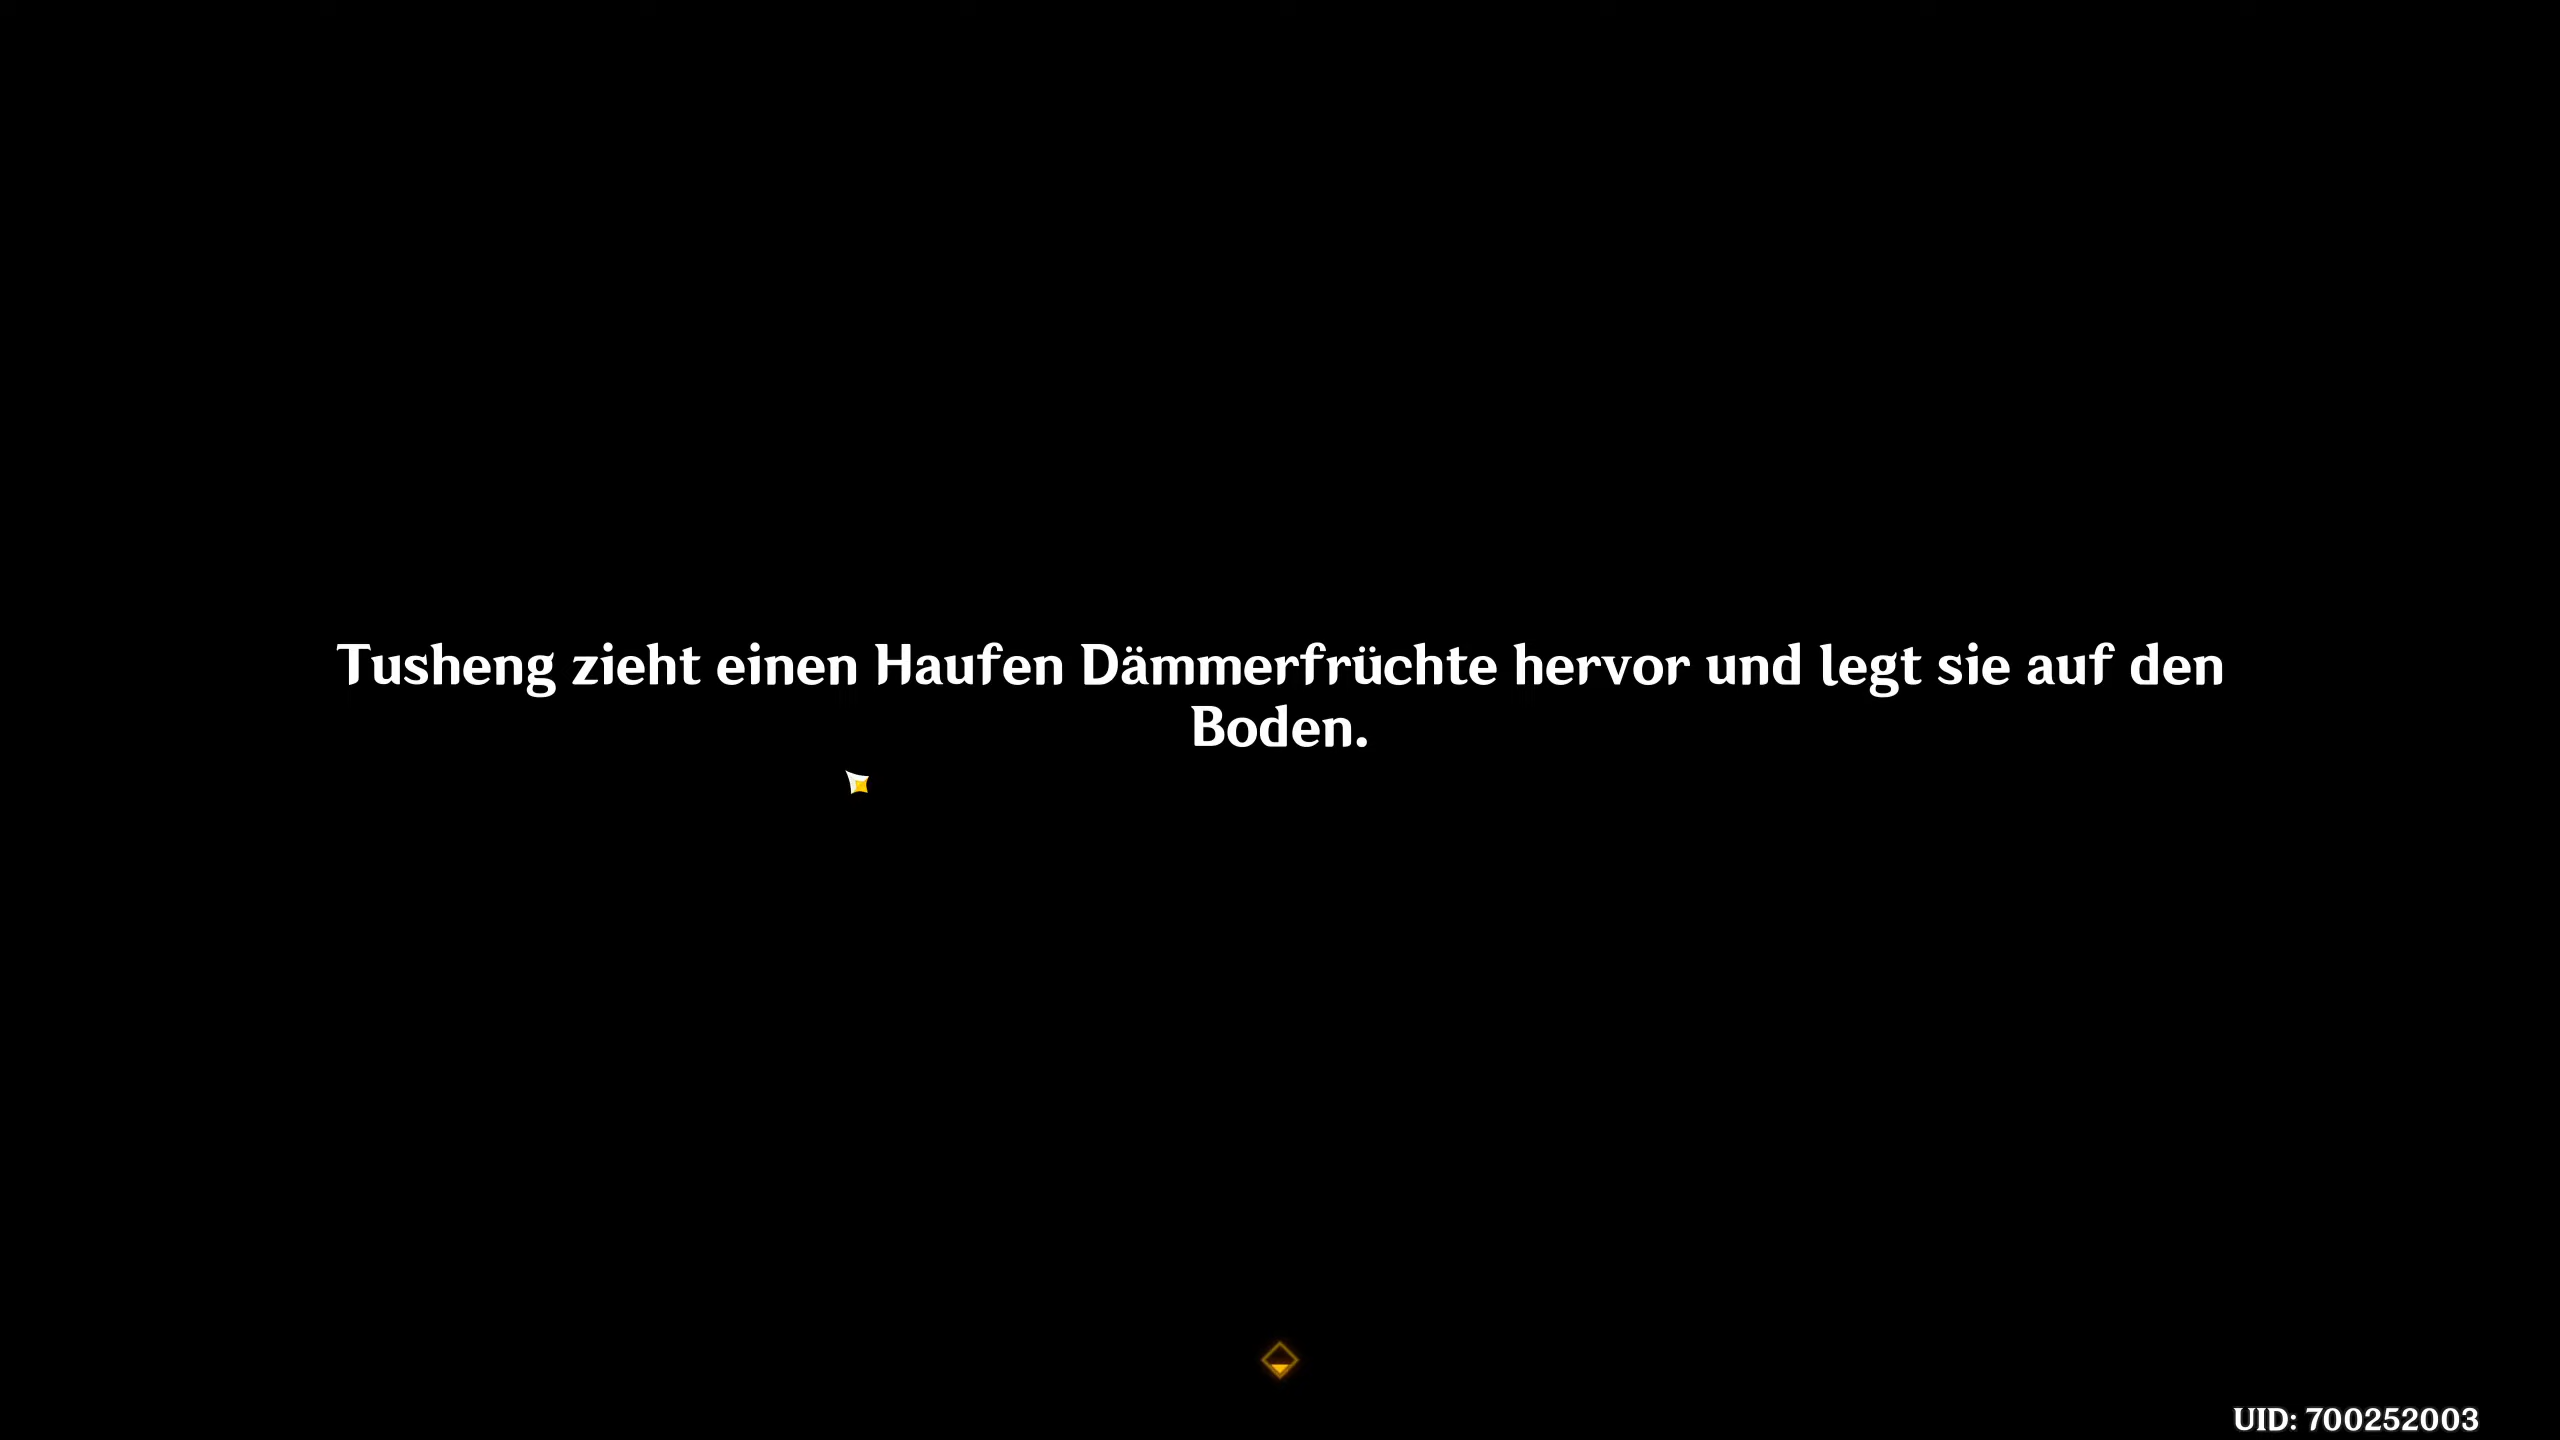 Tusheng zieht einen Haufen Dämmerfrüchte hervor und legt sie auf den
Boden.
UID: 700252003